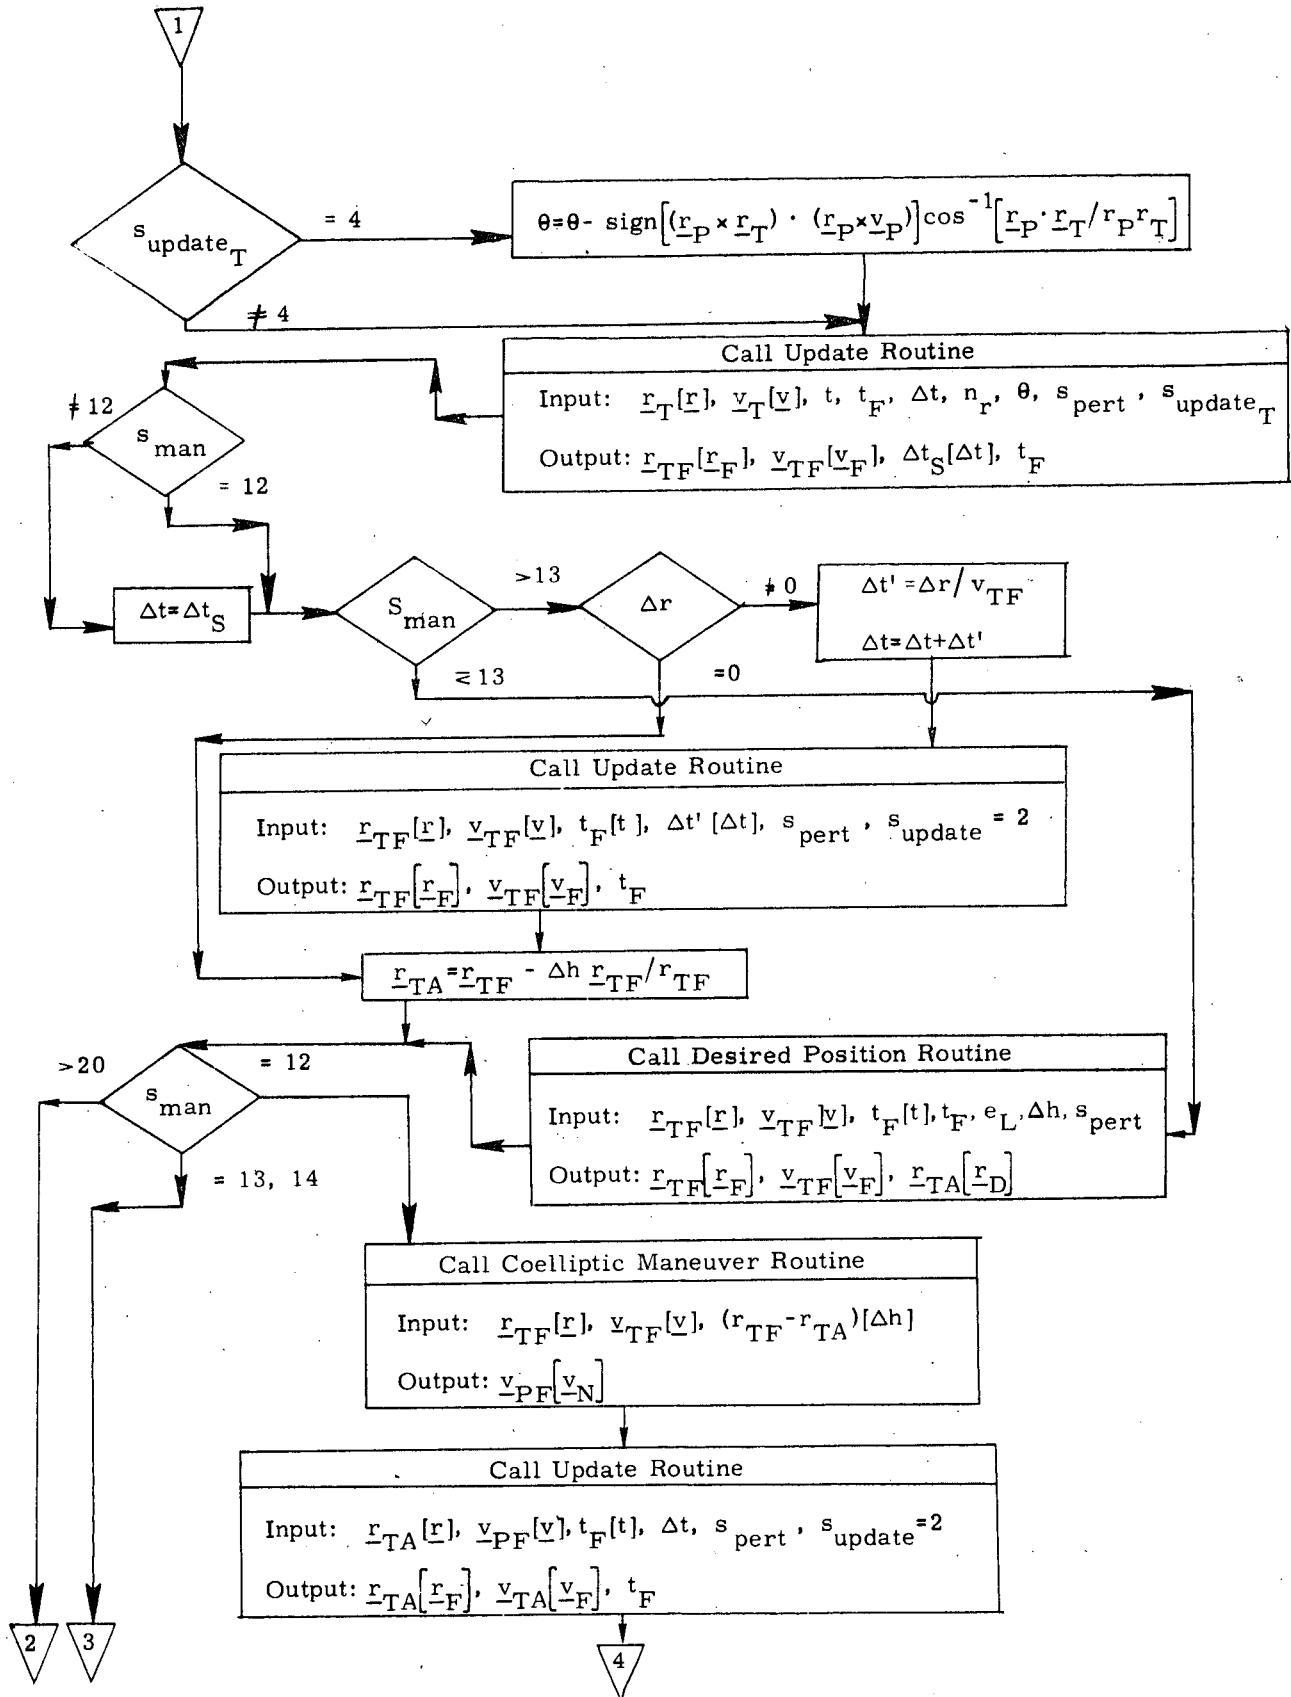 1
s update_T
= 4
θ=θ- sign[(r_P × r_T) · (r_P × v_P)] cos^-1 [r_P · r_T / r_P r_T]
≠ 4
Call Update Routine
Input: r_T[r], v_T[v], t, t_F, Δt, n_r, θ, s_pert, s_update_T
Output: r_TF[r_F], v_TF[v_F], Δt_S[Δt], t_F
≠ 12
s_man
= 12
Δt=Δt_S
S_man
>13
≤ 13
Δr
≠ 0
=0
Δt' =Δr/ v_TF
Δt=Δt+Δt'
Call Update Routine
Input: r_TF[r], v_TF[v], t_F[t], Δt' [Δt], s_pert, s_update = 2
Output: r_TF[r_F], v_TF[v_F], t_F
r_TA = r_TF - Δh r_TF / r_TF
>20
s_man
= 12
= 13, 14
Call Desired Position Routine
Input: r_TF[r], v_TF]v], t_F[t], t_F, e_L, Δh, s_pert
Output: r_TF[r_F], v_TF[v_F], r_TA[r_D]
Call Coelliptic Maneuver Routine
Input: r_TF[r], v_TF[v], (r_TF-r_TA)[Δh]
Output: v_PF[v_N]
Call Update Routine
Input: r_TA[r], v_PF[v], t_F[t], Δt, s_pert, s_update=2
Output: r_TA[r_F], v_TA[v_F], t_F
2
3
4